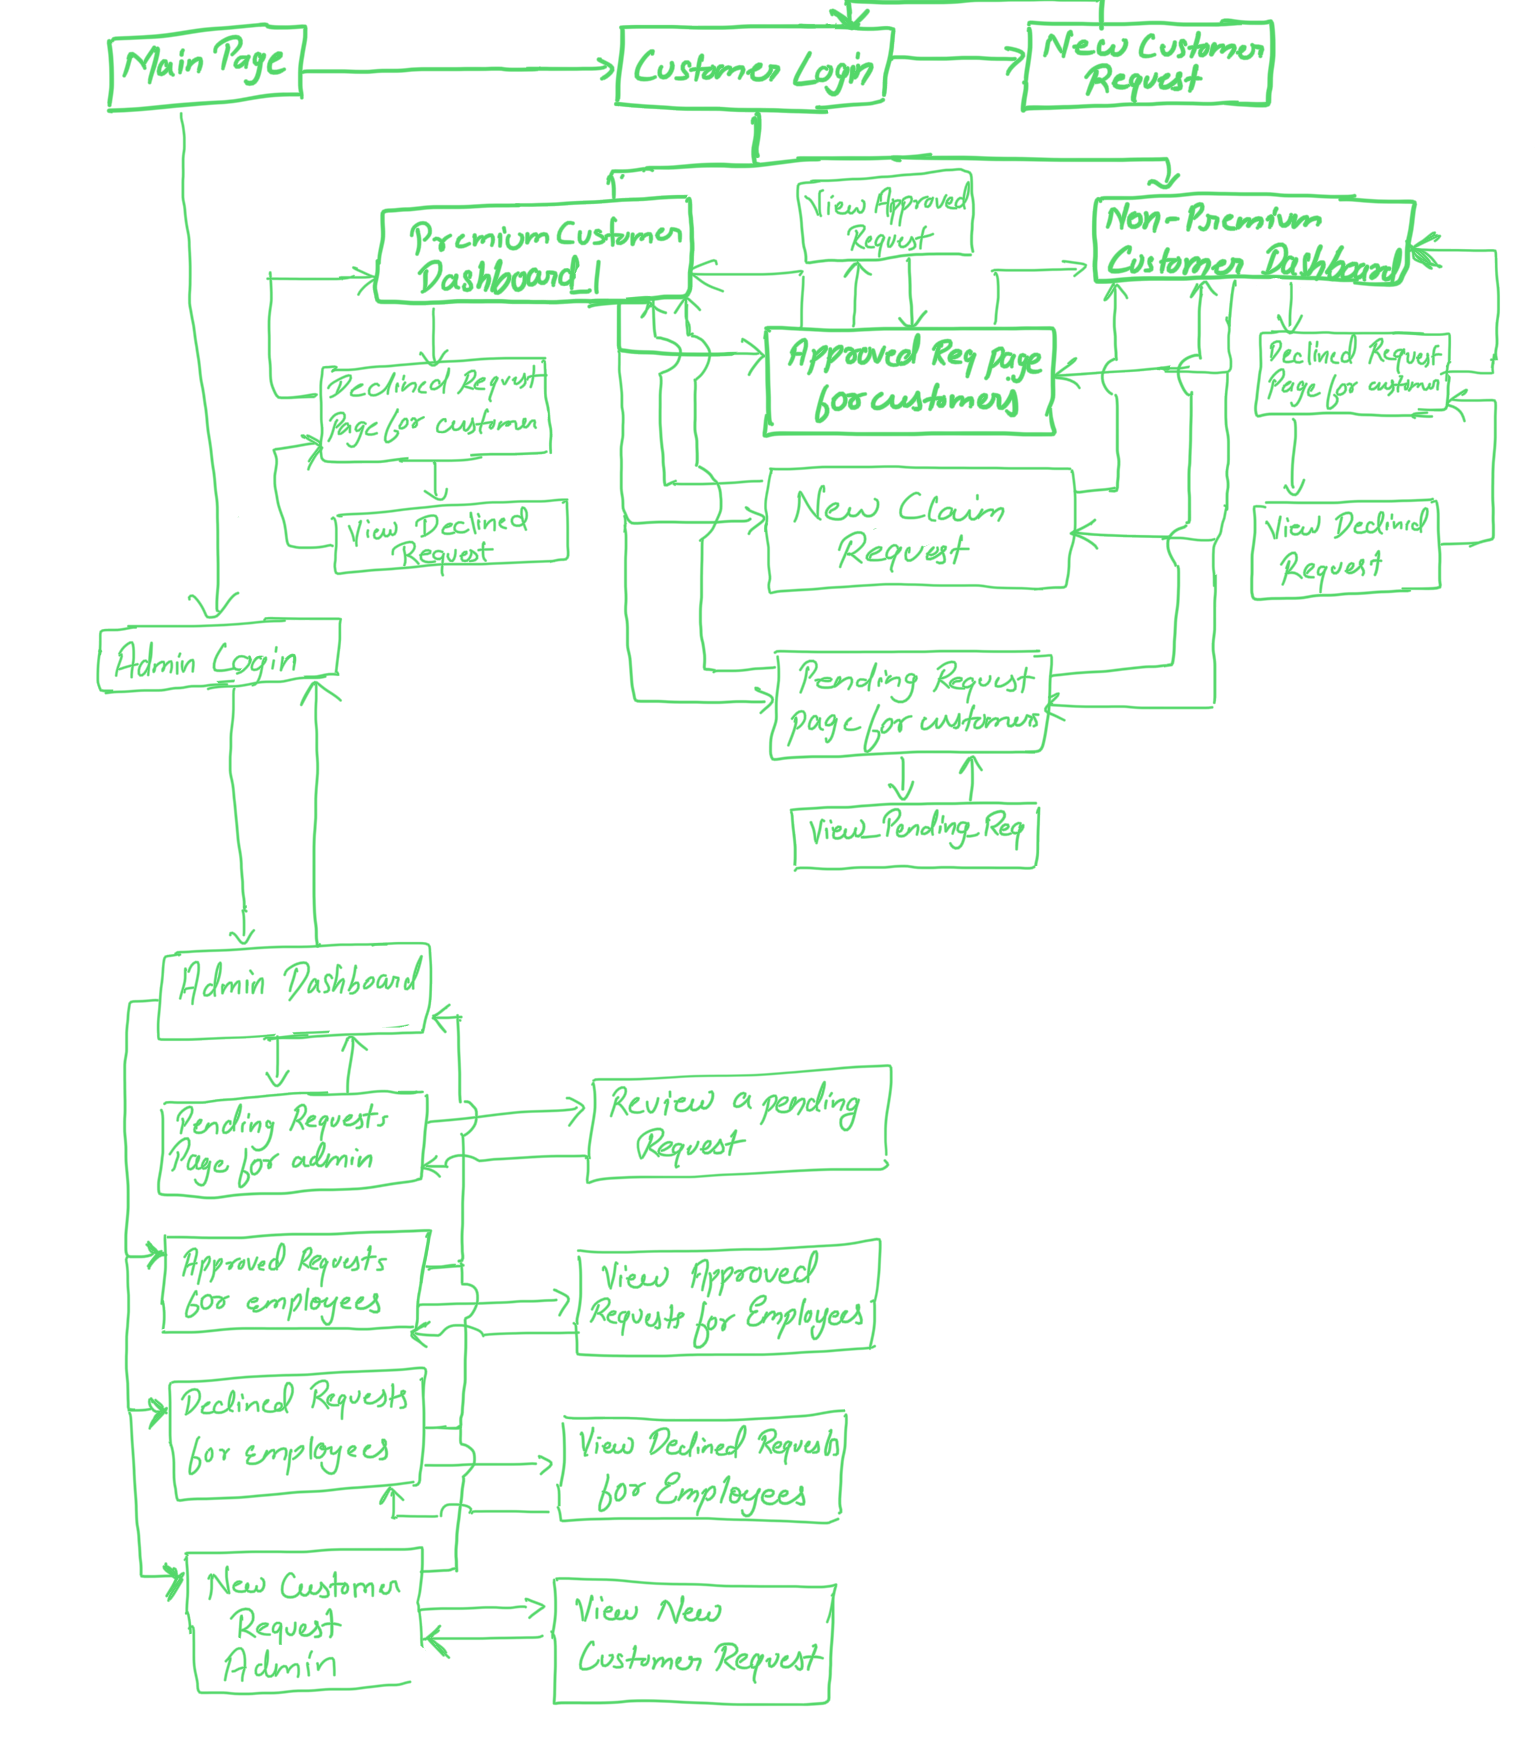 Main Page
Customer Login
New Customer
Request
Premium Customer
Dashboard_1
View Approved
Request
Non-Premium
Customer Dashboard
Declined Request
Page for customer
View Declined
Request
Approved Req page
for customers
Declined Request
Page for customer
View Declined
Request
New Claim
Request
Admin Login
Pending Request
page for customers
View_Pending_Req
Admin Dashboard
Pending Requests
Page for admin
Review a pending
Request
Approved Requests
for employees
View Approved
Requests for Employees
Declined Requests
for employees
View Declined Requests
for Employees
New Customer
Request
Admin
View New
Customer Request